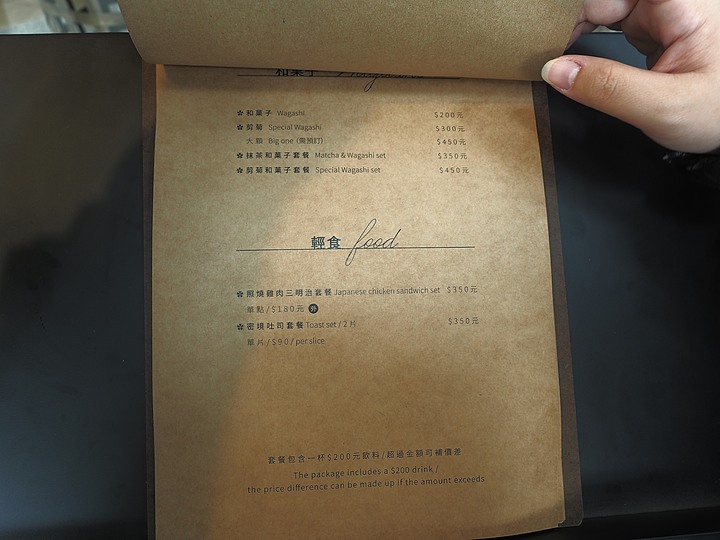 和菓子
✿ 和菓子 Wagashi $200元
✿ 剪菊 Special Wagashi $300元
大顆 Big one (需預訂) $450元
✿ 抹茶和菓子套餐 Matcha & Wagashi set $350元
✿ 剪菊和菓子套餐 Special Wagashi set $450元
輕食 food
✿ 照燒雞肉三明治套餐 Japanese chicken sandwich set $350元
單點/$180元 外
✿ 密境吐司套餐 Toast set / 2片 $350元
單片/$90/per slice
套餐包含一杯$200元飲料/超過金額可補價差
The package includes a $200 drink /
the price difference can be made up if the amount exceeds